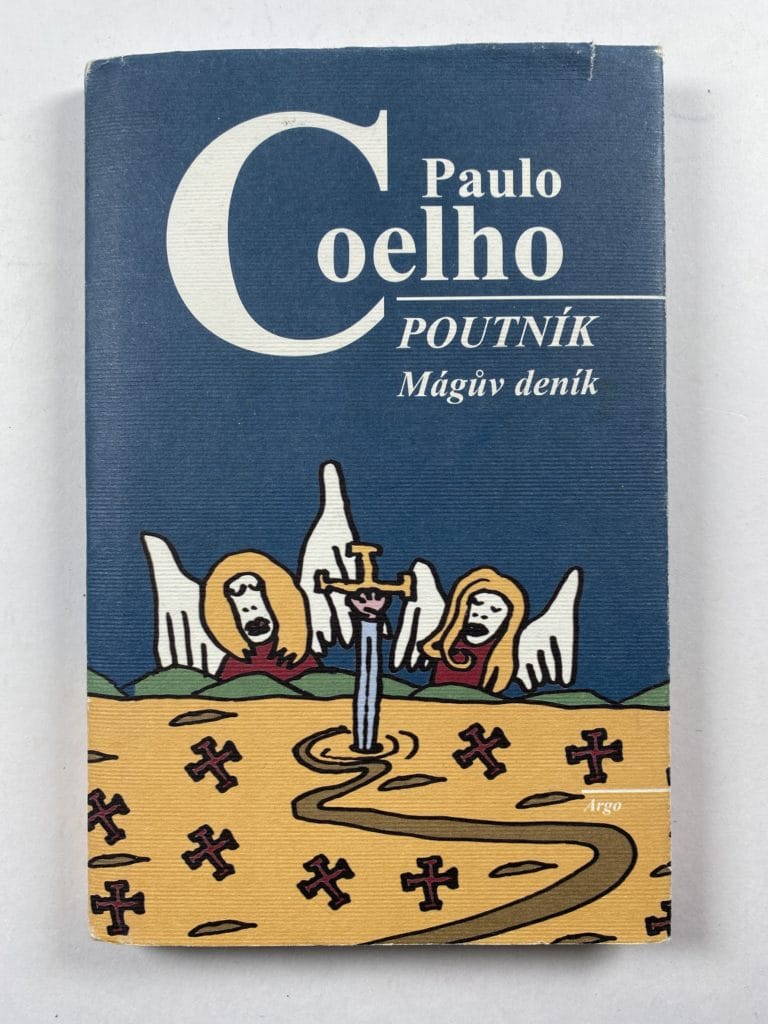 Paulo
Coelho
POUTNÍK
Mágův deník
Argo